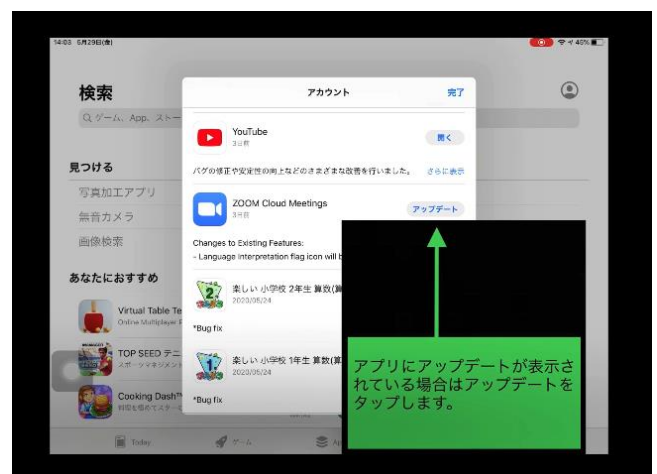 14:03 5月29日(金)
45%
検索
アカウント
完了
ゲーム、App、スト
YouTube
3日前
開く
見つける
バグの修正や安定性の向上などのさまざまな改善を行いました。
さらに表示
写真加工アプリ
無音カメラ
画像検索
ZOOM Cloud Meetings
3日前
アップデート
Changes to Existing Features:
- Language Interpretation flag icon will b
あなたにおすすめ
楽しい 小学校 2年生 算数(算
2020/05/24
*Bug fix
Virtual Table Te
Online Multiplayer
楽しい 小学校 1年生 算数(算
2020/05/24
*Bug fix
TOP SEED テニ
スポーツマネジメン
Cooking Dash™
アプリにアップデートが表示さ
れている場合はアップデートを
タップします。
Today
ゲーム